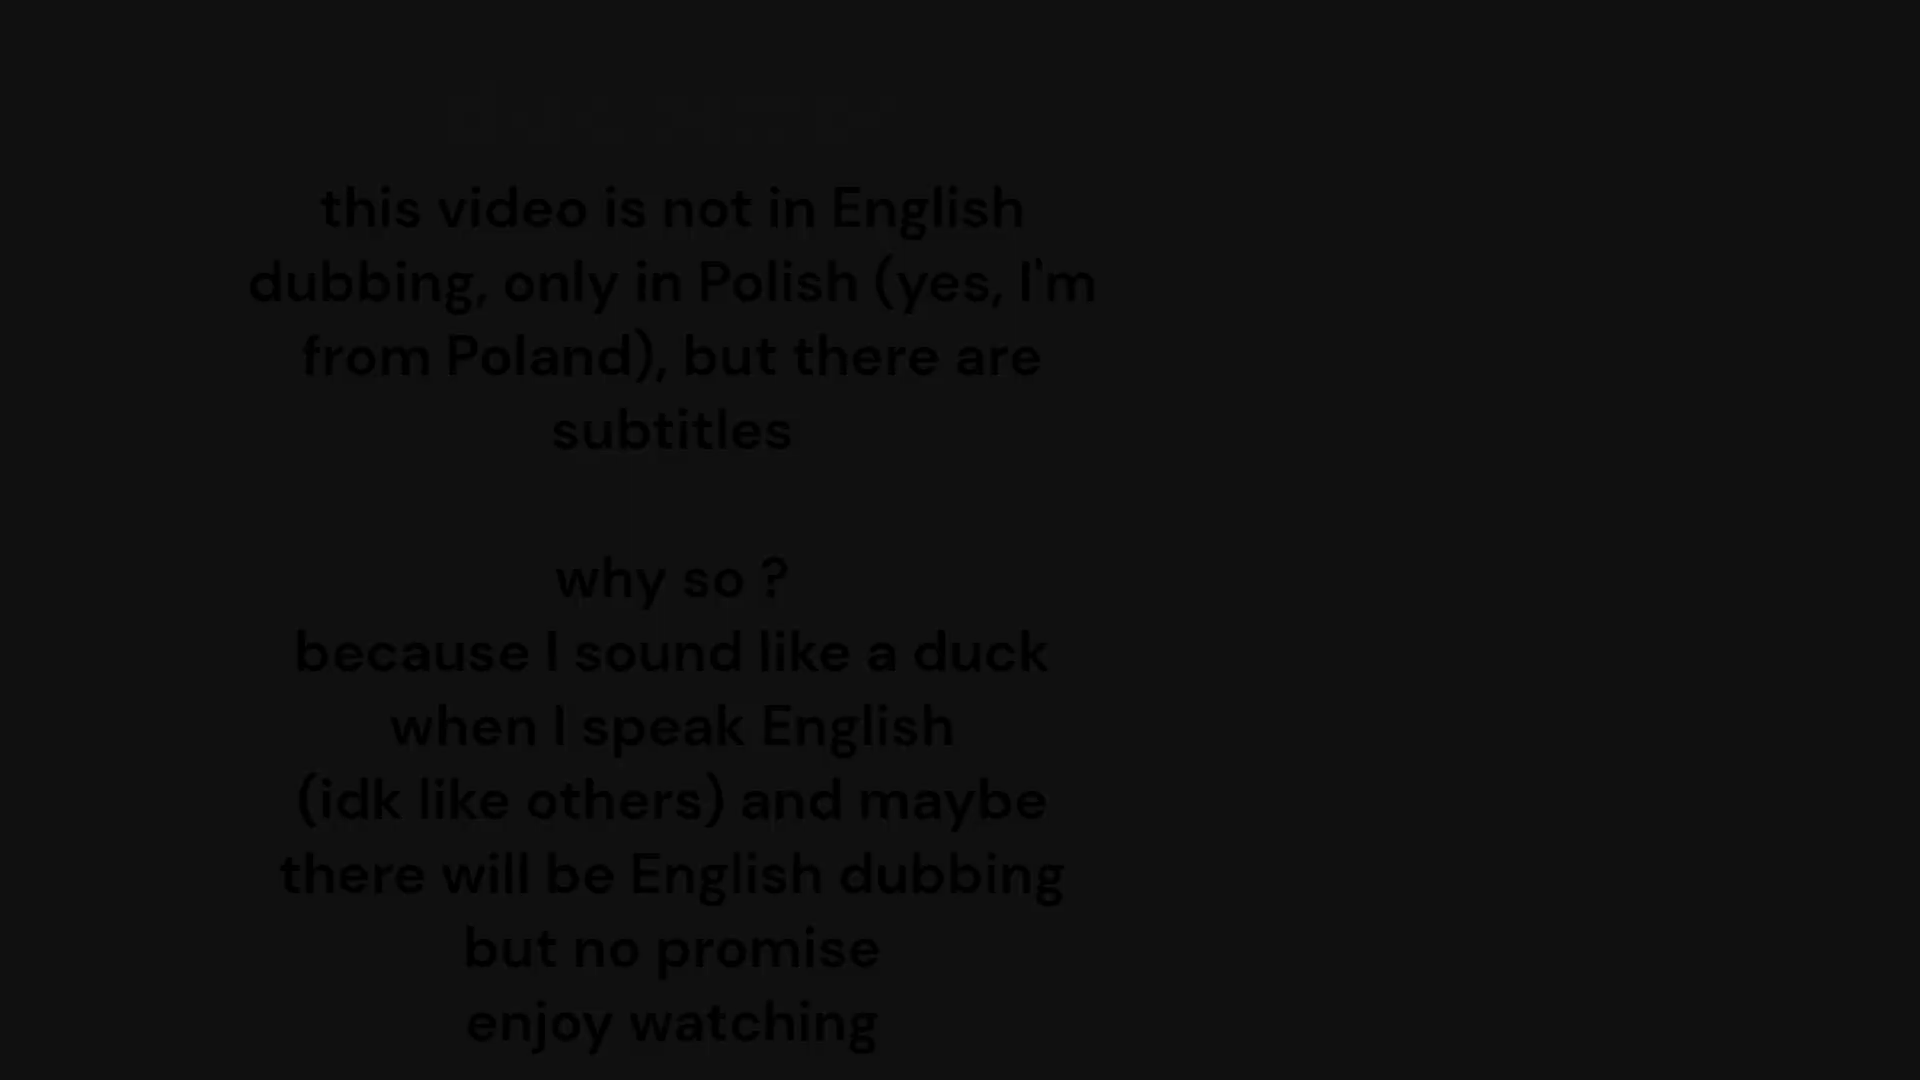 this video is not in English
dubbing, only in Polish (yes, I'm
from Poland), but there are
subtitles
why so ?
because I sound like a duck
when I speak English
(idk like others) and maybe
there will be English dubbing
but no promise
enjoy watching